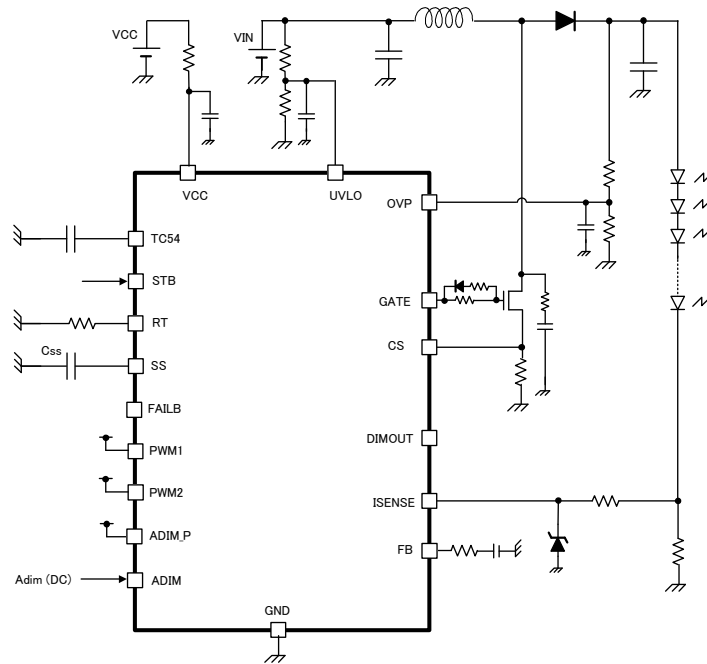 VCC
VIN
VCC
UVLO
OVP
TC54
STB
GATE
RT
CS
Css
SS
FAILB
DIMOUT
PWM1
PWM2
ISENSE
ADIM_P
FB
Adim (DC)
ADIM
GND